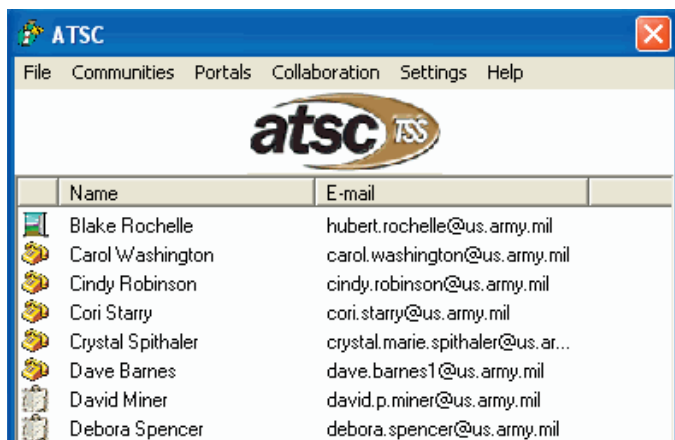 ATSC
File Communities Portals Collaboration Settings Help
atsc TSS
Name E-mail
Blake Rochelle hubert.rochelle@us.army.mil
Carol Washington carol.washington@us.army.mil
Cindy Robinson cindy.robinson@us.army.mil
Cori Starry cori.starry@us.army.mil
Crystal Spithaler crystal.marie.spithaler@us.ar...
Dave Barnes dave.barnes1@us.army.mil
David Miner david.p.miner@us.army.mil
Debora Spencer debora.spencer@us.army.mil